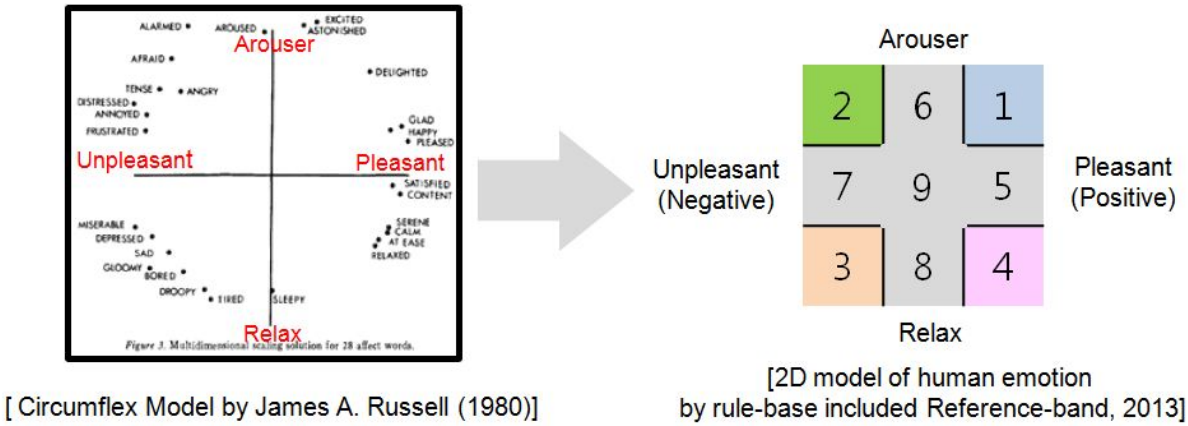 ALARMED
AROUSED
EXCITED
ASTONISHED
Arouser
AFRAID
DELIGHTED
TENSE
ANGRY
DISTRESSED
ANNOYED
FRUSTRATED
GLAD
HAPPY
PLEASED
Unpleasant
Pleasant
SATISFIED
CONTENT
MISERABLE
DEPRESSED
SAD
GLOOMY
BORED
DROOPY
TIRED
SLEEPY
SERENE
CALM
AT EASE
RELAXED
Relax
Figure 3. Multidimensional scaling solution for 28 affect words.
[ Circumflex Model by James A. Russell (1980)]
Arouser
2 6 1
Unpleasant
(Negative)
7 9 5
Pleasant
(Positive)
3 8 4
Relax
[2D model of human emotion
by rule-base included Reference-band, 2013]